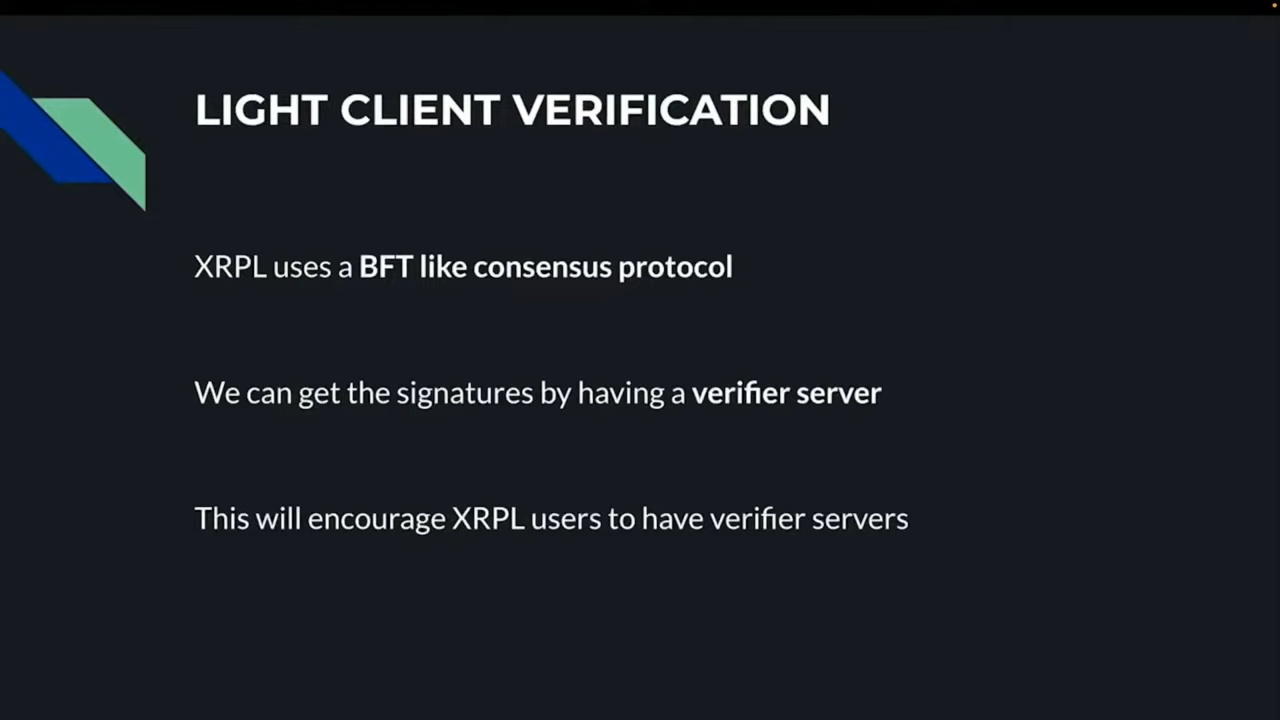 LIGHT CLIENT VERIFICATION
XRPL uses a BFT like consensus protocol
We can get the signatures by having a verifier server
This will encourage XRPL users to have verifier servers